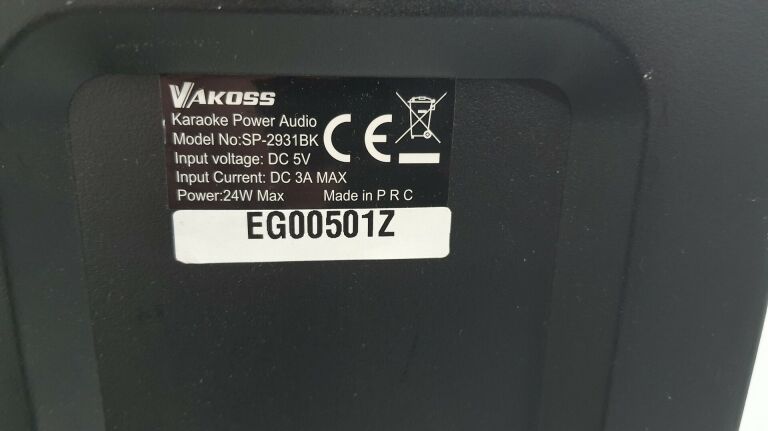 VAKOSS
Karaoke Power Audio
Model No:SP-2931BK
Input voltage: DC 5V
Input Current: DC 3A MAX
Power:24W Max Made in P R C
CE
EG00501Z